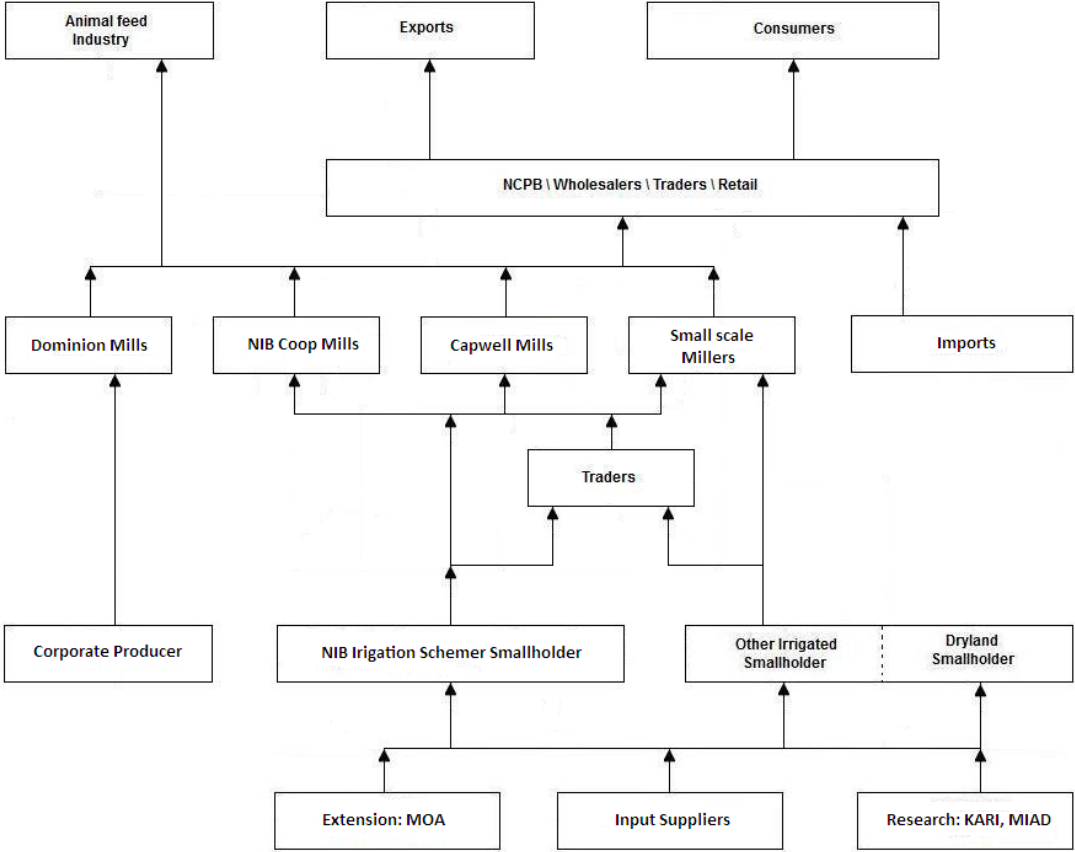 Animal feed
Industry
Exports
Consumers
NCPB \ Wholesalers \ Traders \ Retail
Dominion Mills
NIB Coop Mills
Capwell Mills
Small scale
Millers
Imports
Traders
Corporate Producer
NIB Irigation Schemer Smallholder
Other Irrigated
Smallholder
Dryland
Smallholder
Extension: MOA
Input Suppliers
Research: KARI, MIAD